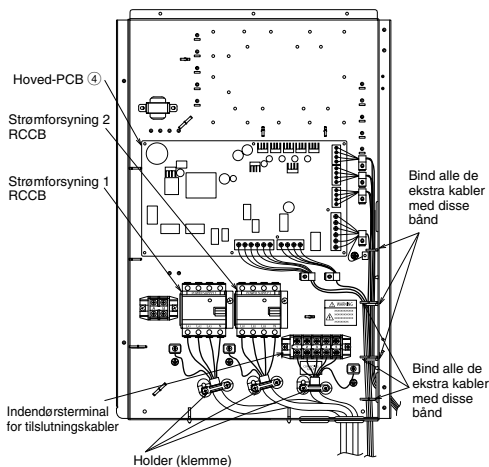 Hoved-PCB ④
Strømforsyning 2
RCCB
Strømforsyning 1
RCCB
Bind alle de
ekstra kabler
med disse
bånd
WARNING
Bind alle de
ekstra kabler
med disse
bånd
Indendørsterminal
for tilslutningskabler
Holder (klemme)